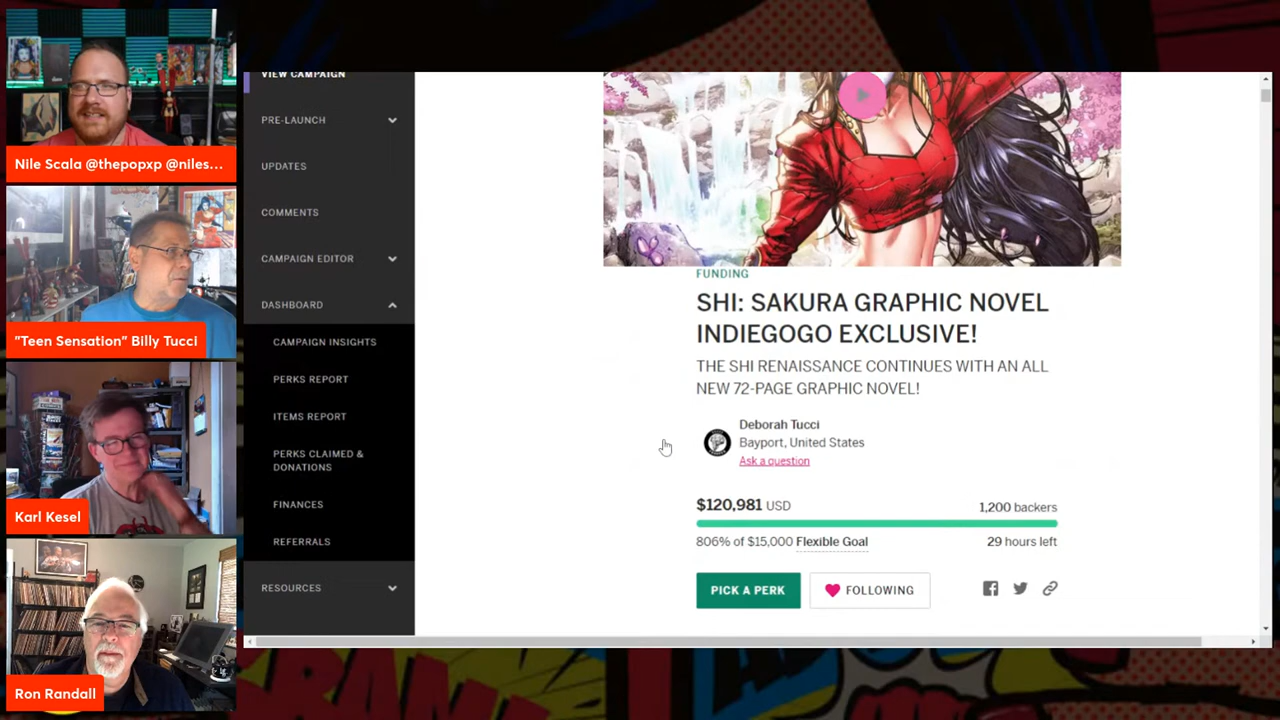 Nile Scala @thepopxp @niles...
"Teen Sensation" Billy Tucci
Karl Kesel
Ron Randall
VIEW CAMPAIGN
PRE-LAUNCH
UPDATES
COMMENTS
CAMPAIGN EDITOR
DASHBOARD
CAMPAIGN INSIGHTS
PERKS REPORT
ITEMS REPORT
PERKS CLAIMED &
DONATIONS
FINANCES
REFERRALS
RESOURCES
FUNDING
SHI: SAKURA GRAPHIC NOVEL
INDIEGOGO EXCLUSIVE!
THE SHI RENAISSANCE CONTINUES WITH AN ALL
NEW 72-PAGE GRAPHIC NOVEL!
Deborah Tucci
Bayport, United States
Ask a question
$120,981 USD
1,200 backers
806% of $15,000 Flexible Goal
29 hours left
PICK A PERK
FOLLOWING